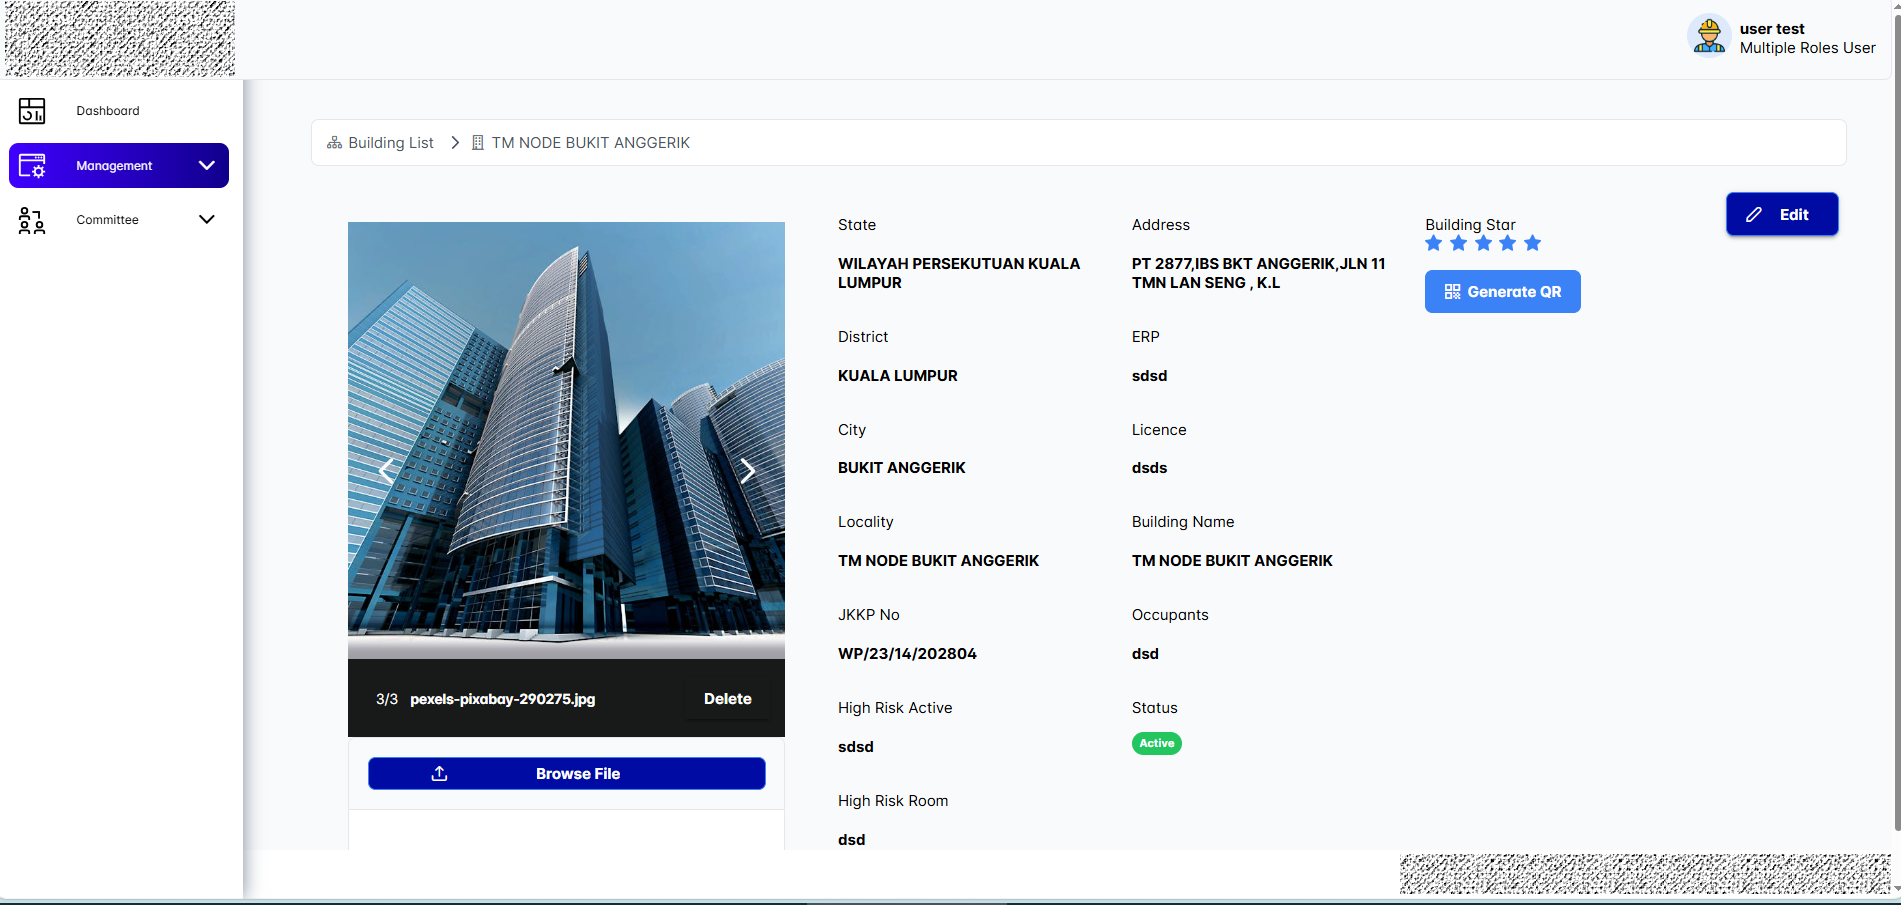 user test
Multiple Roles User
Dashboard
Management
Committee
Building List
TM NODE BUKIT ANGGERIK
Edit
State
WILAYAH PERSEKUTUAN KUALA
LUMPUR
Address
PT 2877,IBS BKT ANGGERIK,JLN 11
TMN LAN SENG , K.L
Building Star
Generate QR
District
KUALA LUMPUR
ERP
sdsd
City
BUKIT ANGGERIK
Licence
dsds
Locality
TM NODE BUKIT ANGGERIK
Building Name
TM NODE BUKIT ANGGERIK
JKKP No
WP/23/14/202804
Occupants
dsd
High Risk Active
sdsd
Status
Active
High Risk Room
dsd
3/3 pexels-pixabay-290275.jpg
Delete
Browse File